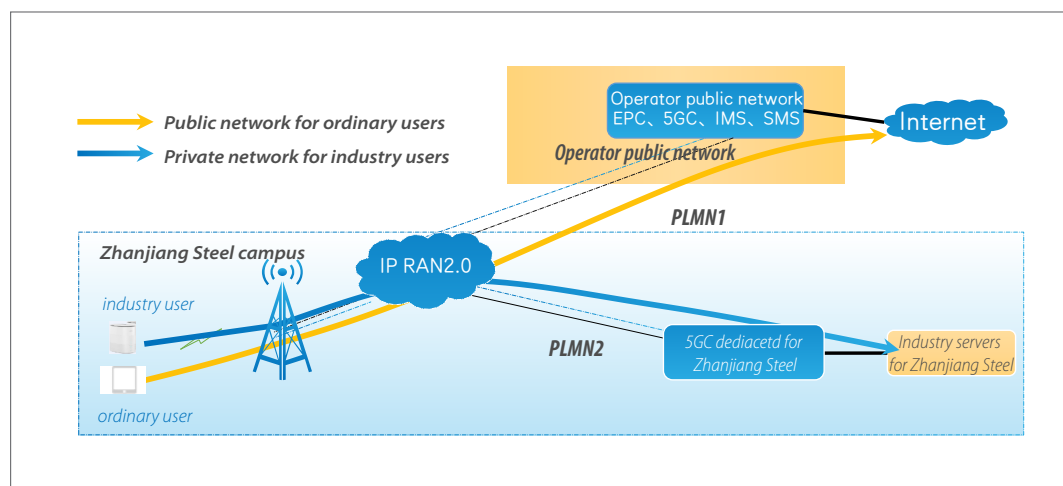 Operator public network
EPC、5GC、IMS、SMS
Internet
Public network for ordinary users
Operator public network
Private network for industry users
PLMN1
Zhanjiang Steel campus
IP RAN2.0
industry user
PLMN2
5GC dediacetd for
Zhanjiang Steel
Industry servers
for Zhanjiang Steel
ordinary user